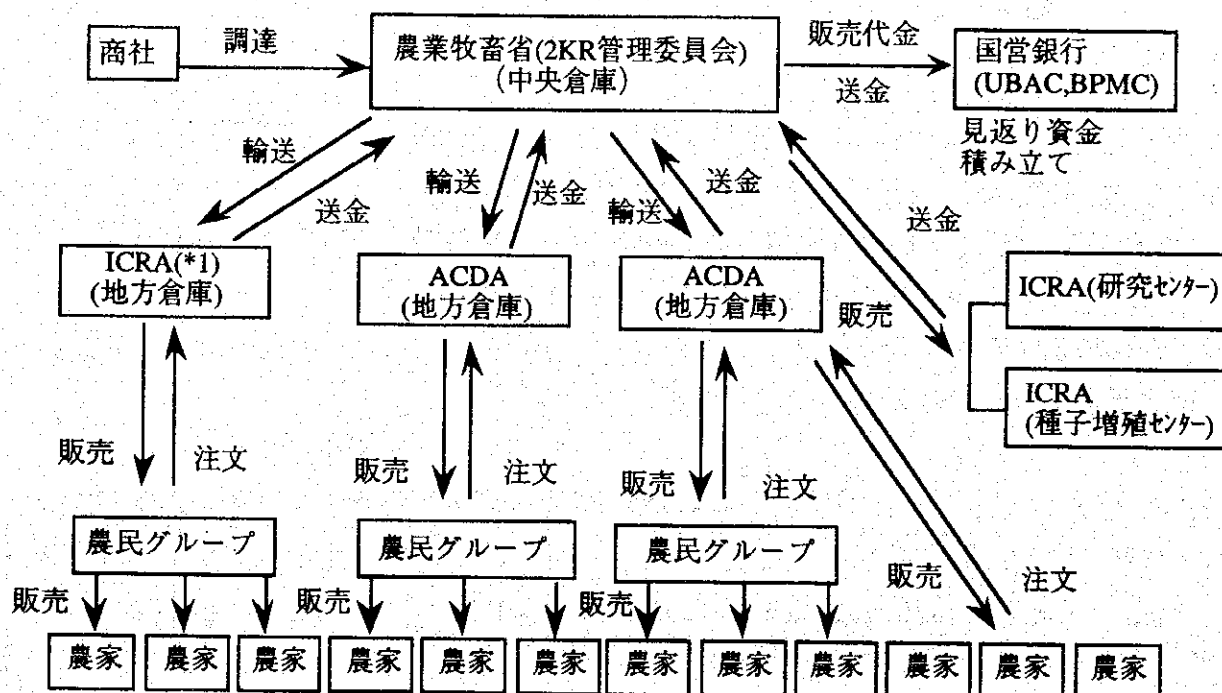 商社
調達
農業牧畜省(2KR管理委員会)
(中央倉庫)
販売代金
送金
国営銀行
(UBAC,BPMC)
見返り資金
積み立て
輸送
送金
輸送
送金
輸送
送金
送金
販売
ICRA(*1)
(地方倉庫)
ACDA
(地方倉庫)
ACDA
(地方倉庫)
ICRA(研究センター)
ICRA
(種子増殖センター)
販売
注文
販売
注文
販売
注文
農民グループ
農民グループ
農民グループ
販売
注文
販売
販売
販売
農家
農家
農家
農家
農家
農家
農家
農家
農家
農家
農家
農家